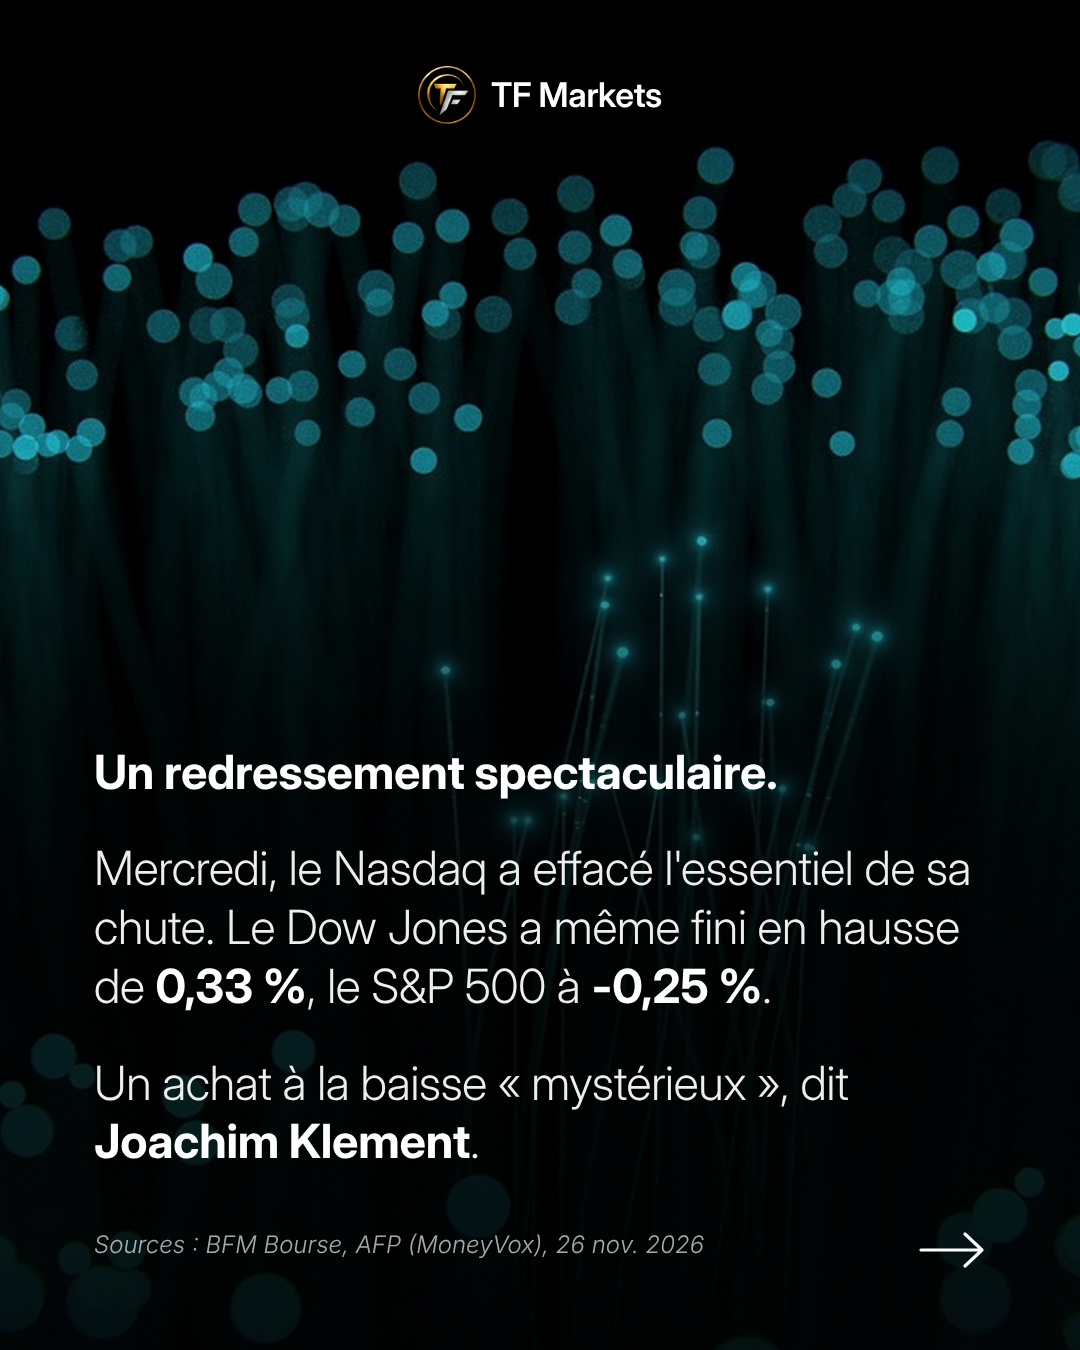 TF Markets
Un redressement spectaculaire.
Mercredi, le Nasdaq a effacé l'essentiel de sa
chute. Le Dow Jones a même fini en hausse
de 0,33 %, le S&P 500 à -0,25 %.
Un achat à la baisse « mystérieux », dit
Joachim Klement.
Sources : BFM Bourse, AFP (MoneyVox), 26 nov. 2026